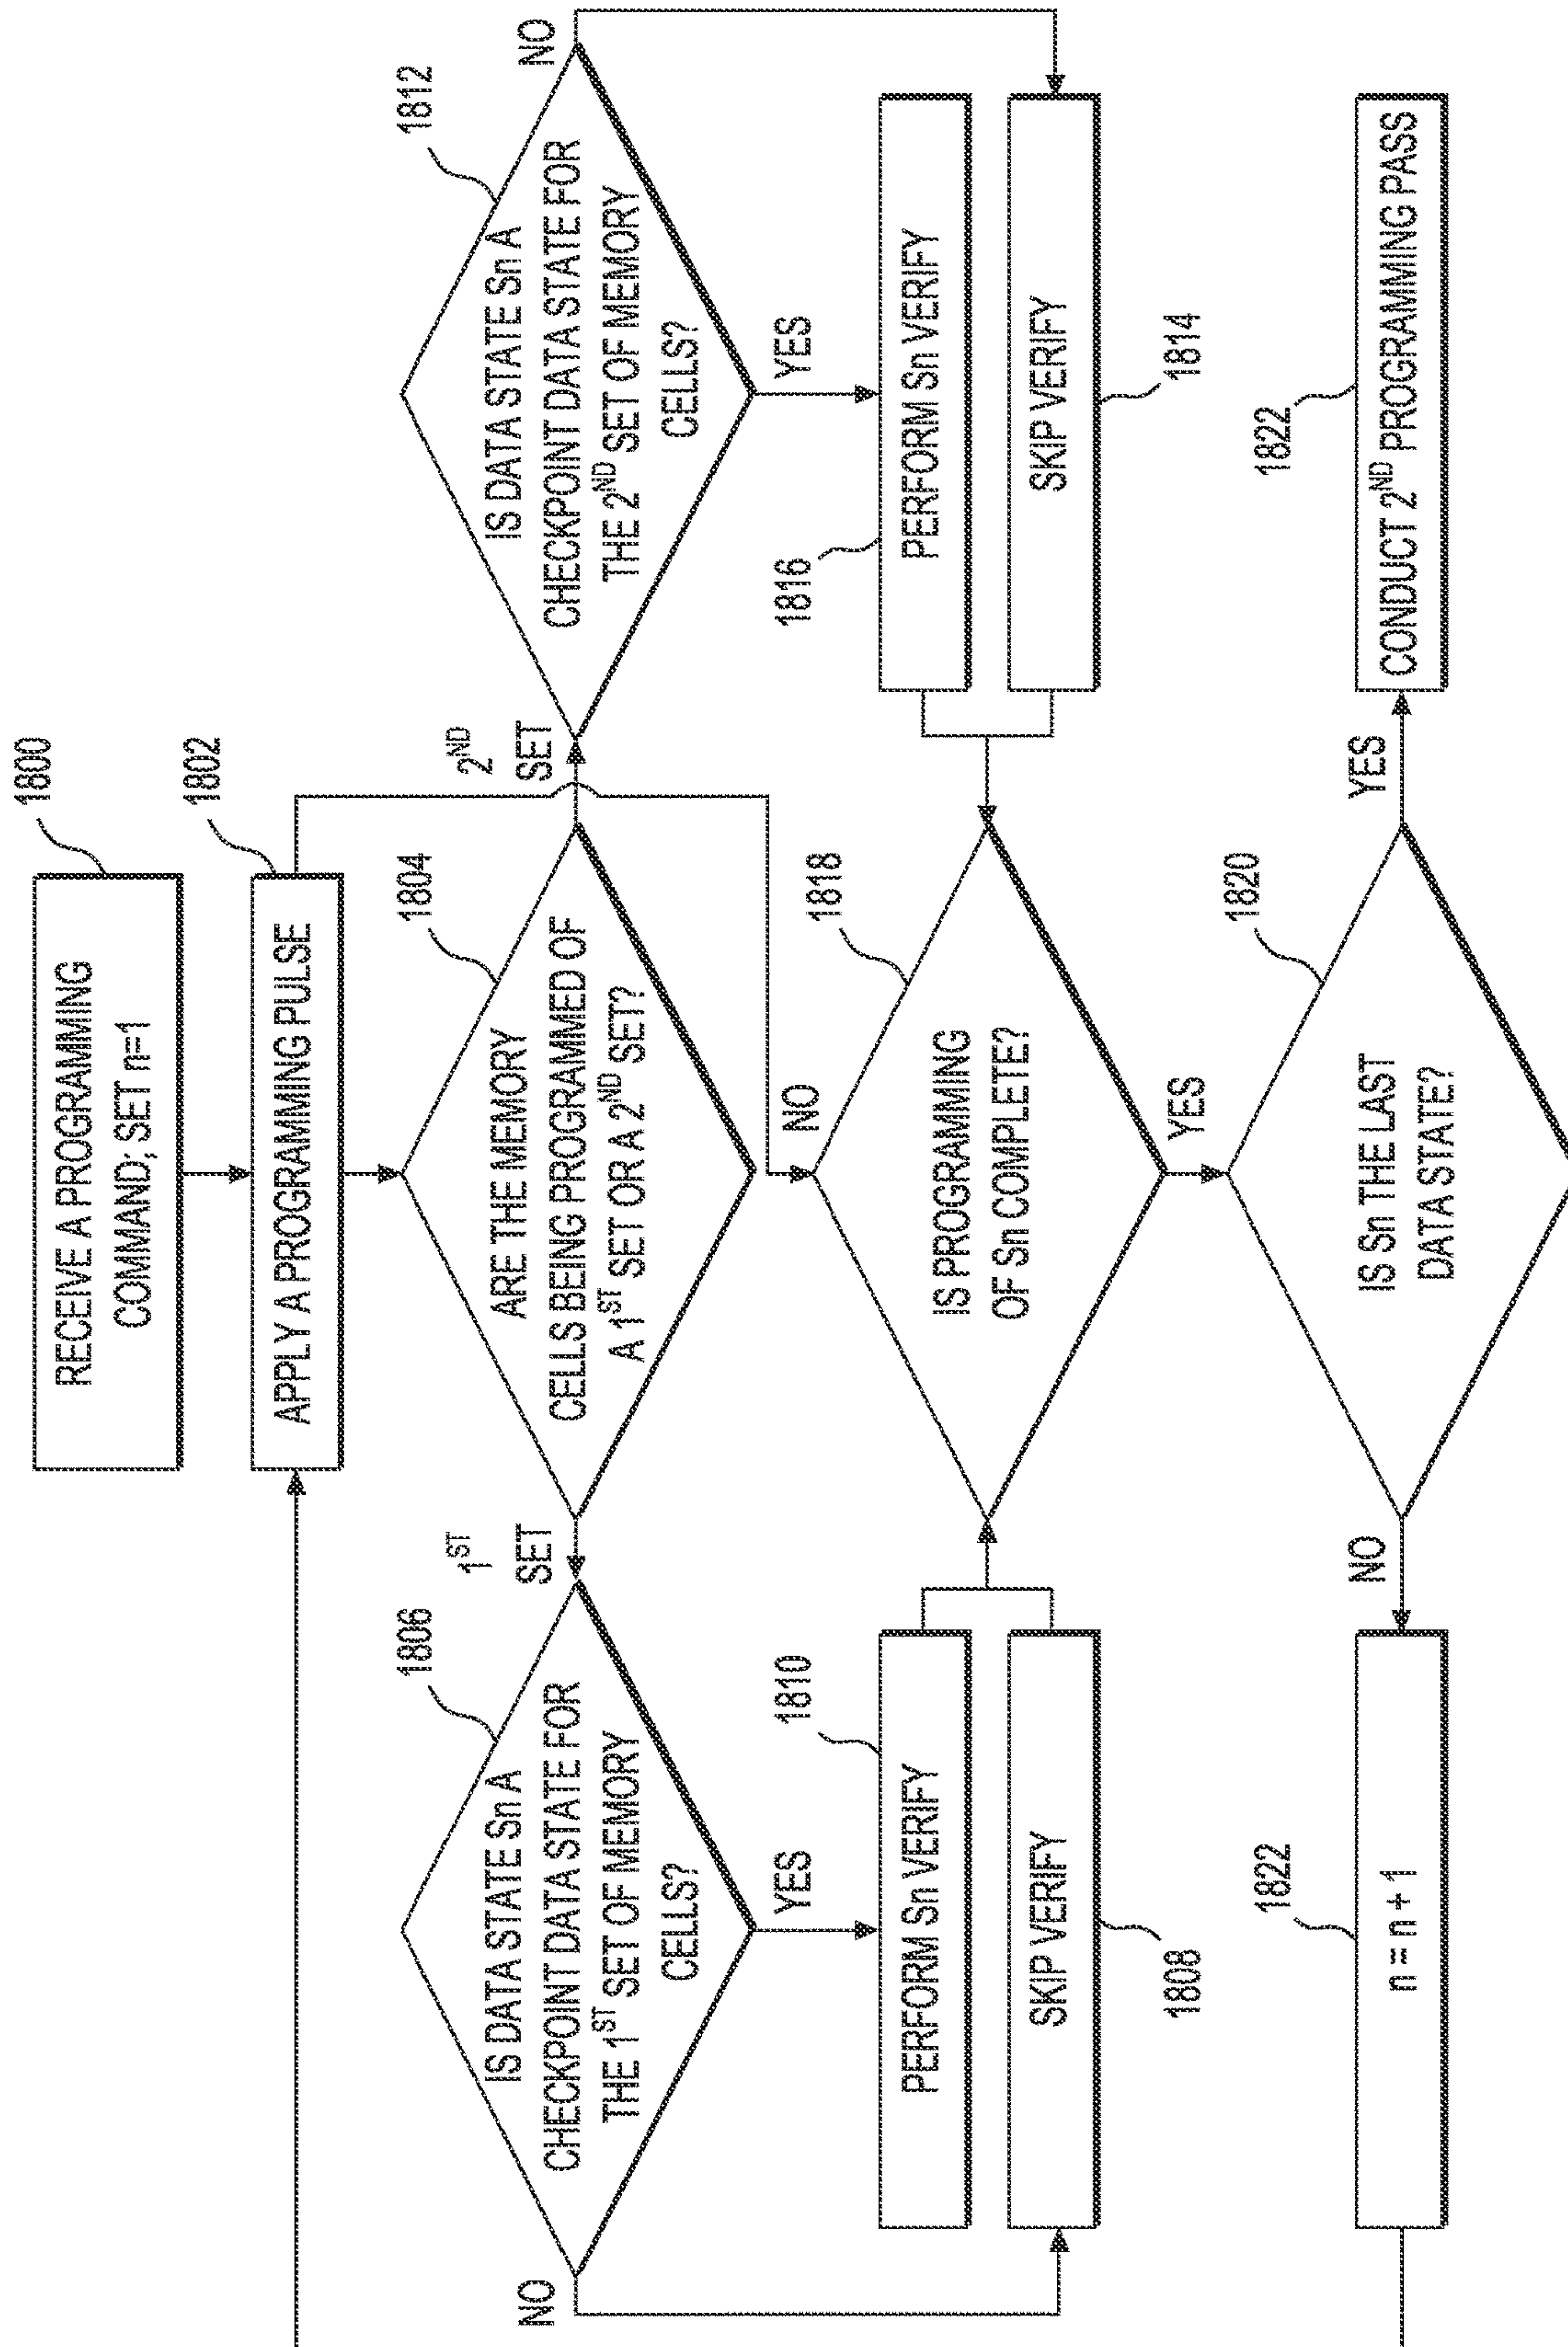 1800
RECEIVE A PROGRAMMING
COMMAND; SET n=1
1802
APPLY A PROGRAMMING PULSE
1804
ARE THE MEMORY
CELLS BEING PROGRAMMED OF
A 1ST SET OR A 2ND SET?
1ST
SET
2ND
SET
1806
IS DATA STATE Sn A
CHECKPOINT DATA STATE FOR
THE 1ST SET OF MEMORY
CELLS?
NO
YES
1810
PERFORM Sn VERIFY
SKIP VERIFY
1808
1812
IS DATA STATE Sn A
CHECKPOINT DATA STATE FOR
THE 2ND SET OF MEMORY
CELLS?
NO
YES
1816
PERFORM Sn VERIFY
SKIP VERIFY
1814
NO
1818
IS PROGRAMMING
OF Sn COMPLETE?
YES
1820
IS Sn THE LAST
DATA STATE?
NO
YES
1822
n = n + 1
1822
CONDUCT 2ND PROGRAMMING PASS